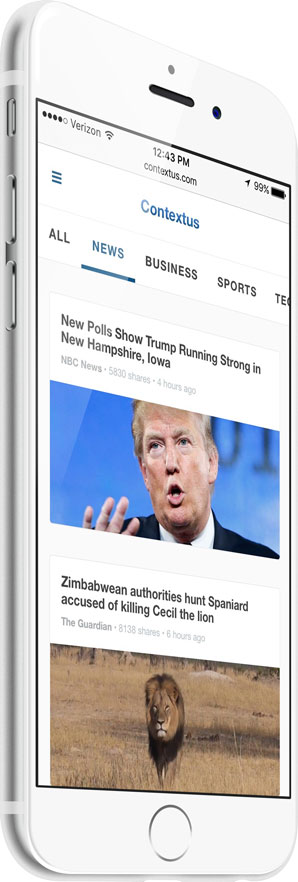 Verizon
12:43 PM
contextus.com
99%
Contextus
ALL NEWS BUSINESS SPORTS TEC
New Polls Show Trump Running Strong in
New Hampshire, Iowa
NBC News • 5830 shares • 4 hours ago
Zimbabwean authorities hunt Spaniard
accused of killing Cecil the lion
The Guardian • 8138 shares • 6 hours ago